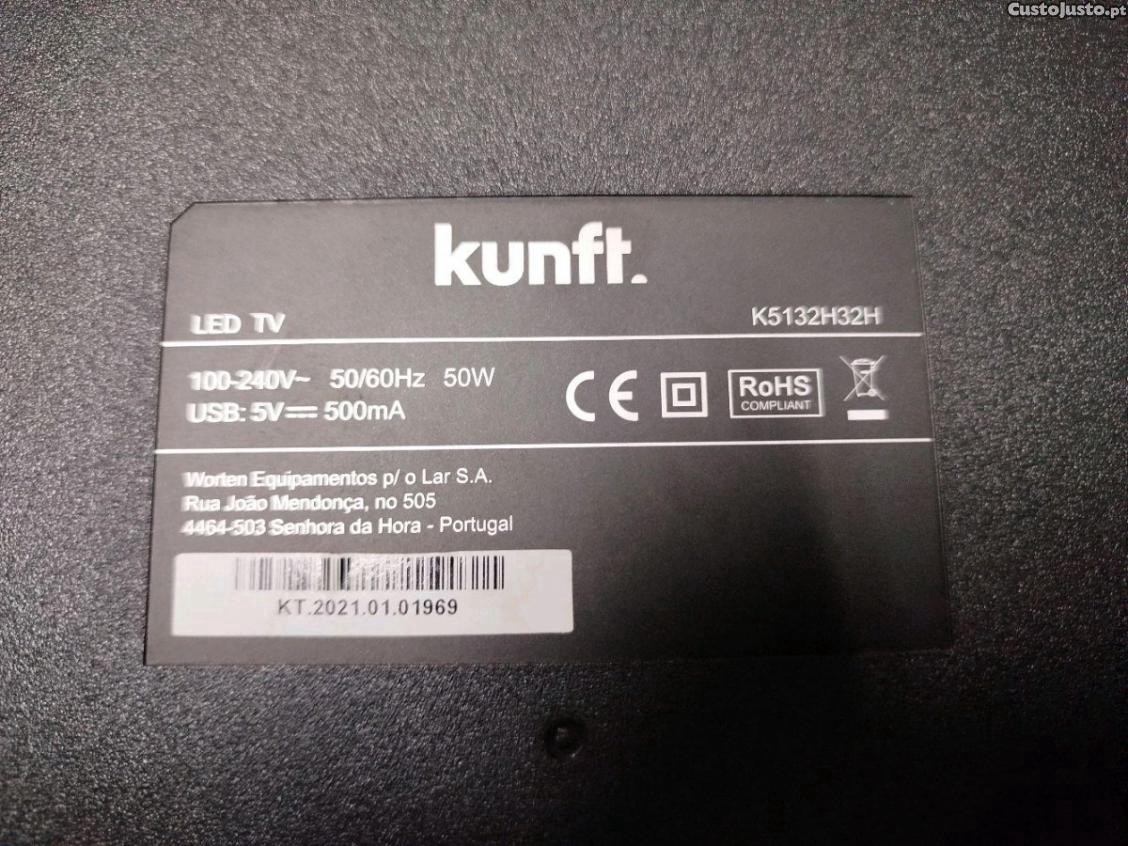 CustoJusto.pt
kunft.
LED TV K5132H32H
100-240V~ 50/60Hz 50W
USB: 5V⎓ 500mA
CE RoHS
COMPLIANT
Worten Equipamentos p/ o Lar S.A.
Rua João Mendonça, no 505
4464-503 Senhora da Hora - Portugal
KT.2021.01.01969